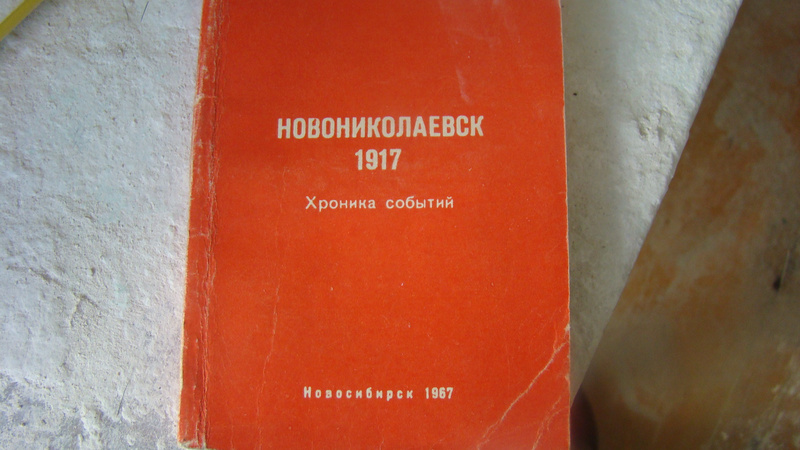 НОВОНИКОЛАЕВСК
1917
Хроника событий
Новосибирск 1967